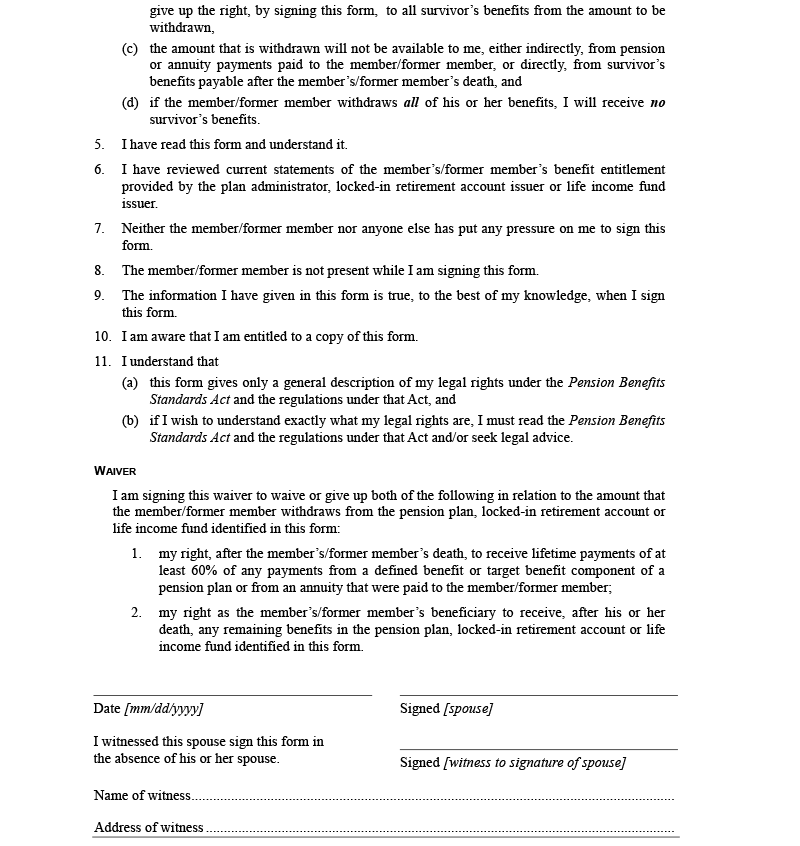 give up the right, by signing this form, to all survivor’s benefits from the amount to be
withdrawn,
(c) the amount that is withdrawn will not be available to me, either indirectly, from pension
or annuity payments paid to the member/former member, or directly, from survivor’s
benefits payable after the member’s/former member’s death, and
(d) if the member/former member withdraws all of his or her benefits, I will receive no
survivor’s benefits.
5. I have read this form and understand it.
6. I have reviewed current statements of the member’s/former member’s benefit entitlement
provided by the plan administrator, locked-in retirement account issuer or life income fund
issuer.
7. Neither the member/former member nor anyone else has put any pressure on me to sign this
form.
8. The member/former member is not present while I am signing this form.
9. The information I have given in this form is true, to the best of my knowledge, when I sign
this form.
10. I am aware that I am entitled to a copy of this form.
11. I understand that
(a) this form gives only a general description of my legal rights under the Pension Benefits
Standards Act and the regulations under that Act, and
(b) if I wish to understand exactly what my legal rights are, I must read the Pension Benefits
Standards Act and the regulations under that Act and/or seek legal advice.
WAIVER
I am signing this waiver to waive or give up both of the following in relation to the amount that
the member/former member withdraws from the pension plan, locked-in retirement account or
life income fund identified in this form:
1. my right, after the member’s/former member’s death, to receive lifetime payments of at
least 60% of any payments from a defined benefit or target benefit component of a
pension plan or from an annuity that were paid to the member/former member;
2. my right as the member’s/former member’s beneficiary to receive, after his or her
death, any remaining benefits in the pension plan, locked-in retirement account or life
income fund identified in this form.
Date [mm/dd/yyyy]
Signed [spouse]
I witnessed this spouse sign this form in
the absence of his or her spouse.
Signed [witness to signature of spouse]
Name of witness
Address of witness